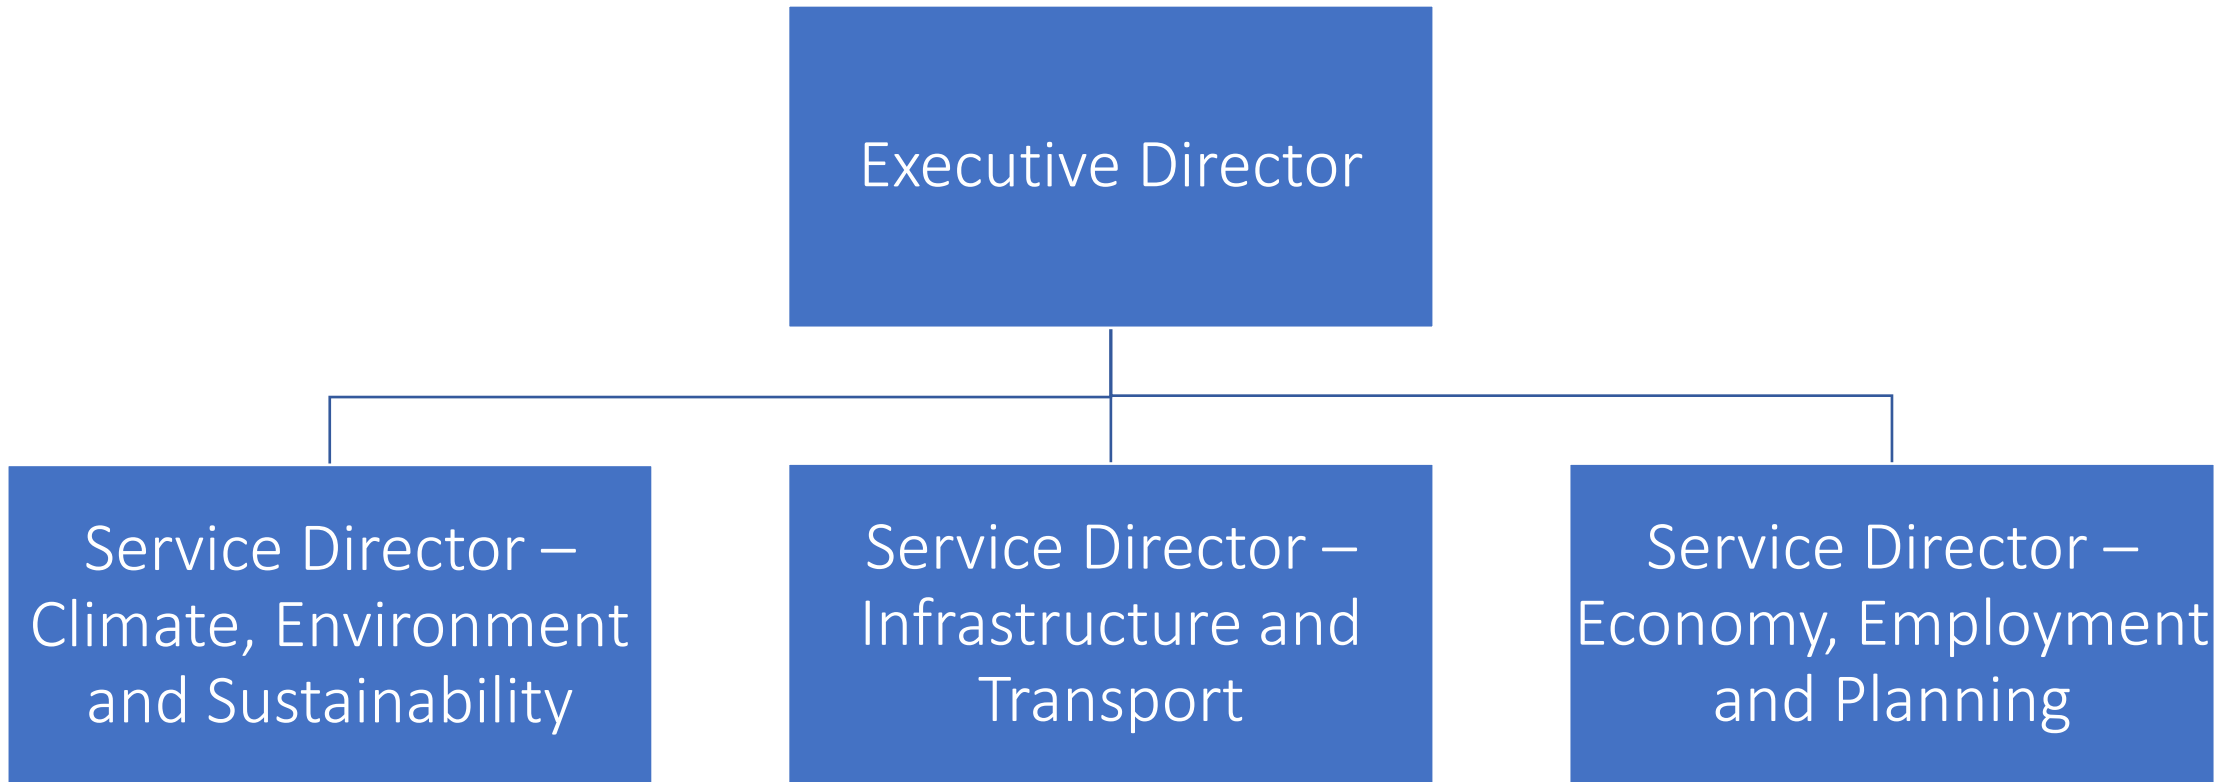 Executive Director
Service Director –
Climate, Environment
and Sustainability
Service Director –
Infrastructure and
Transport
Service Director –
Economy, Employment
and Planning